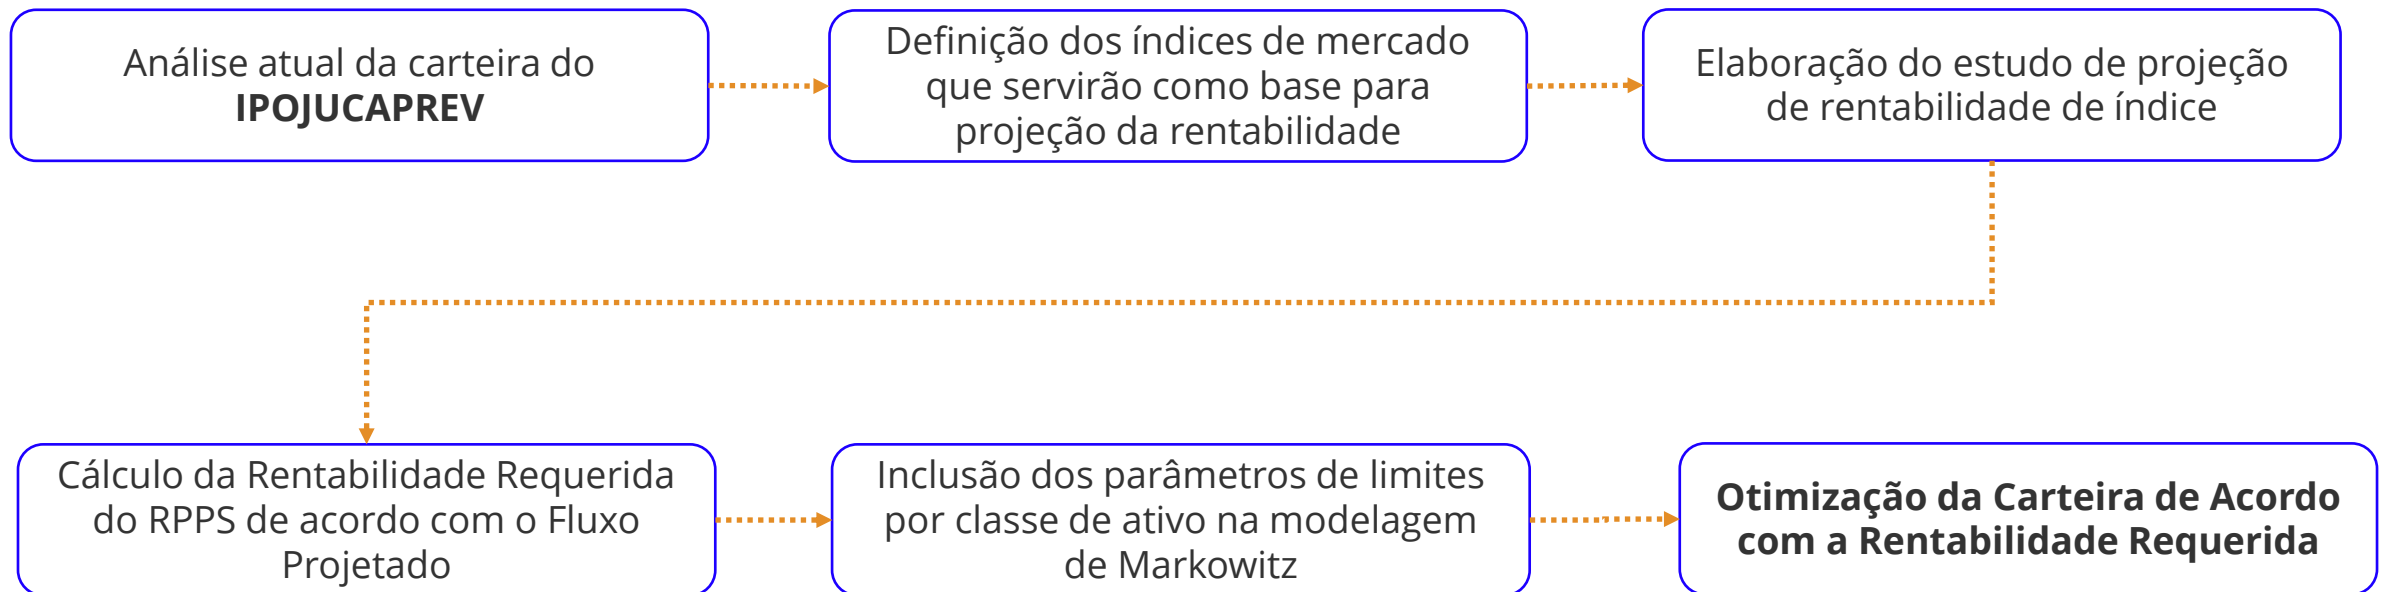 Análise atual da carteira do
IPOJUCAPREV
Definição dos índices de mercado
que servirão como base para
projeção da rentabilidade
Elaboração do estudo de projeção
de rentabilidade de índice
Cálculo da Rentabilidade Requerida
do RPPS de acordo com o Fluxo
Projetado
Inclusão dos parâmetros de limites
por classe de ativo na modelagem
de Markowitz
Otimização da Carteira de Acordo
com a Rentabilidade Requerida